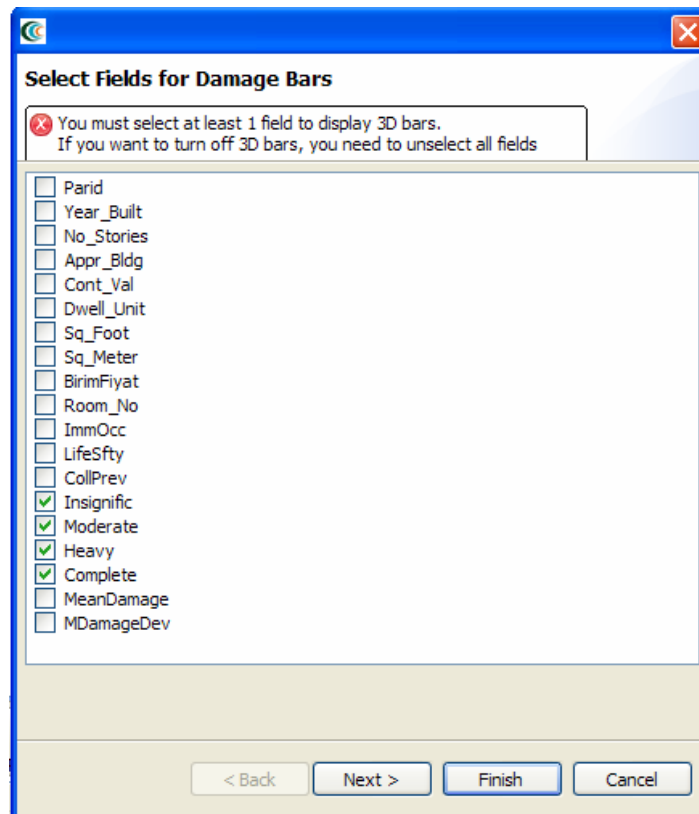 Select Fields for Damage Bars
You must select at least 1 field to display 3D bars.
If you want to turn off 3D bars, you need to unselect all fields
Parid
Year_Built
No_Stories
Appr_Bldg
Cont_Val
Dwell_Unit
Sq_Foot
Sq_Meter
BirimFiyat
Room_No
ImmOcc
LifeSfty
CollPrev
Insignific
Moderate
Heavy
Complete
MeanDamage
MDamageDev
< Back Next > Finish Cancel